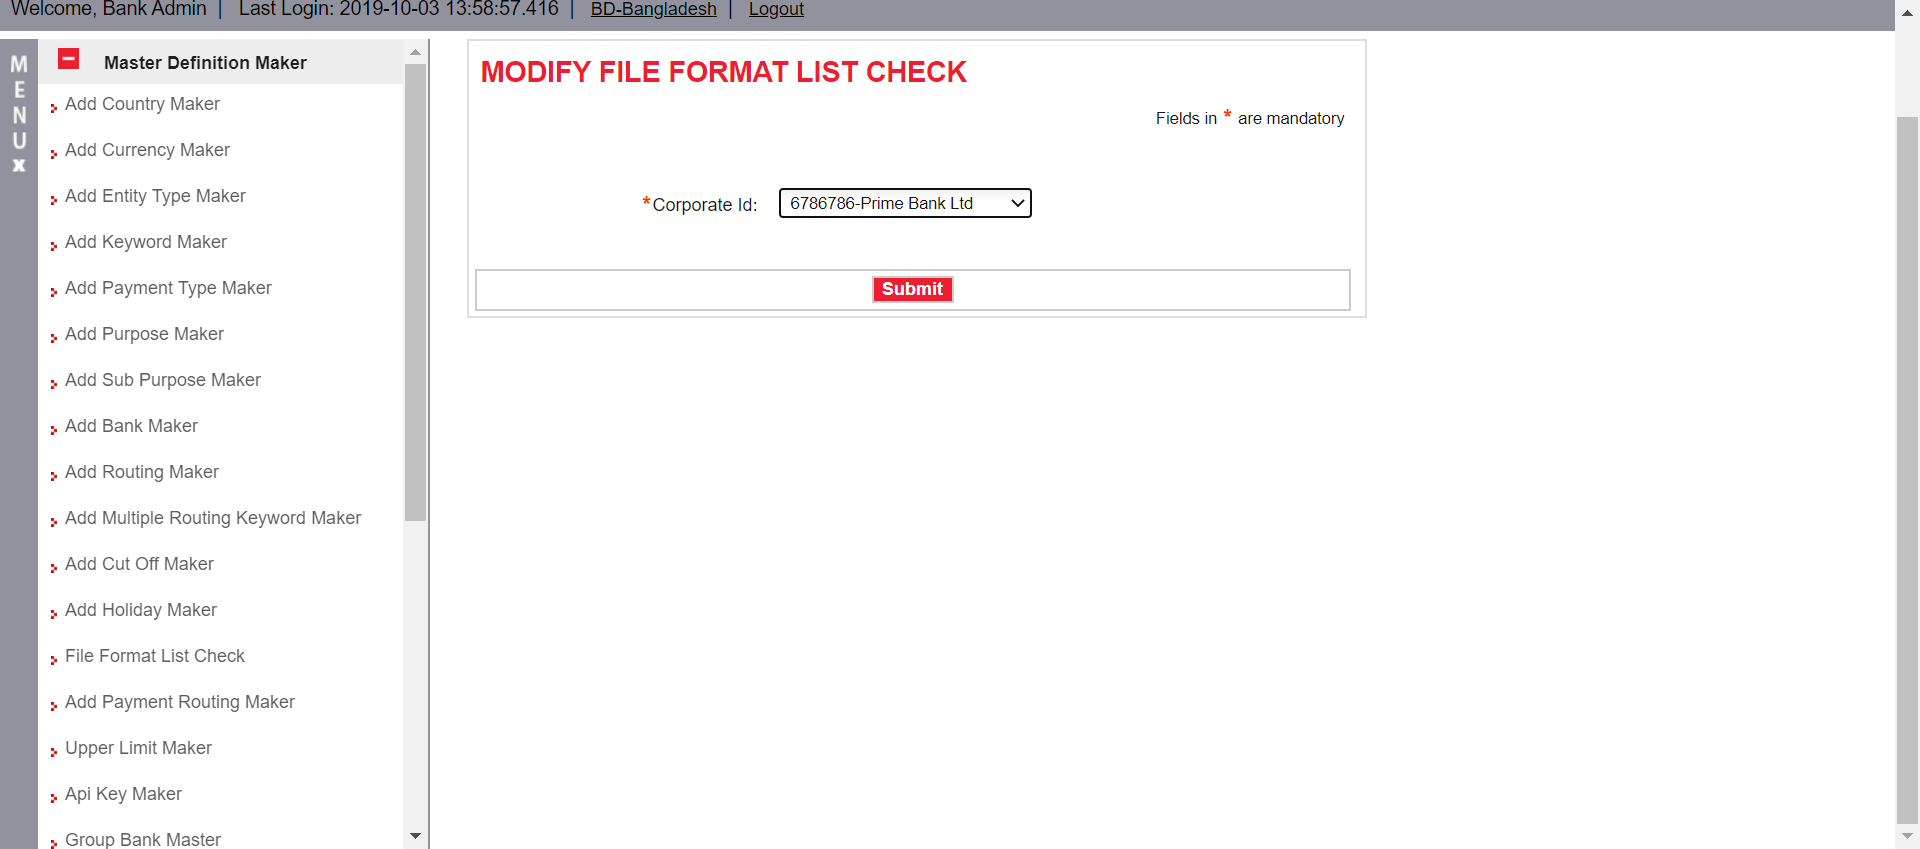 Welcome, Bank Admin | Last Login: 2019-10-03 13:58:57.416 | BD-Bangladesh | Logout
MENU x
Master Definition Maker
Add Country Maker
Add Currency Maker
Add Entity Type Maker
Add Keyword Maker
Add Payment Type Maker
Add Purpose Maker
Add Sub Purpose Maker
Add Bank Maker
Add Routing Maker
Add Multiple Routing Keyword Maker
Add Cut Off Maker
Add Holiday Maker
File Format List Check
Add Payment Routing Maker
Upper Limit Maker
Api Key Maker
Group Bank Master
MODIFY FILE FORMAT LIST CHECK
Fields in * are mandatory
*Corporate Id: 6786786-Prime Bank Ltd
Submit